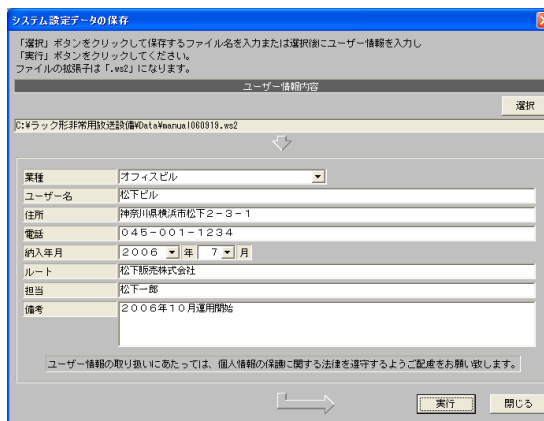 システム設定データの保存
「選択」ボタンをクリックして保存するファイル名を入力または選択後にユーザー情報を入力し
「実行」ボタンをクリックしてください。
ファイルの拡張子は「.ws2」になります。
ユーザー情報内容
選択
C:¥ラック形非常用放送設備¥Data¥manual060919.ws2
業種 オフィスビル
ユーザー名 松下ビル
住所 神奈川県横浜市松下2-3-1
電話 045-001-1234
納入年月 2006 年 7 月
ルート 松下販売株式会社
担当 松下一郎
備考 2006年10月運用開始
ユーザー情報の取り扱いにあたっては、個人情報の保護に関する法律を遵守するようご配慮をお願い致します。
実行 閉じる